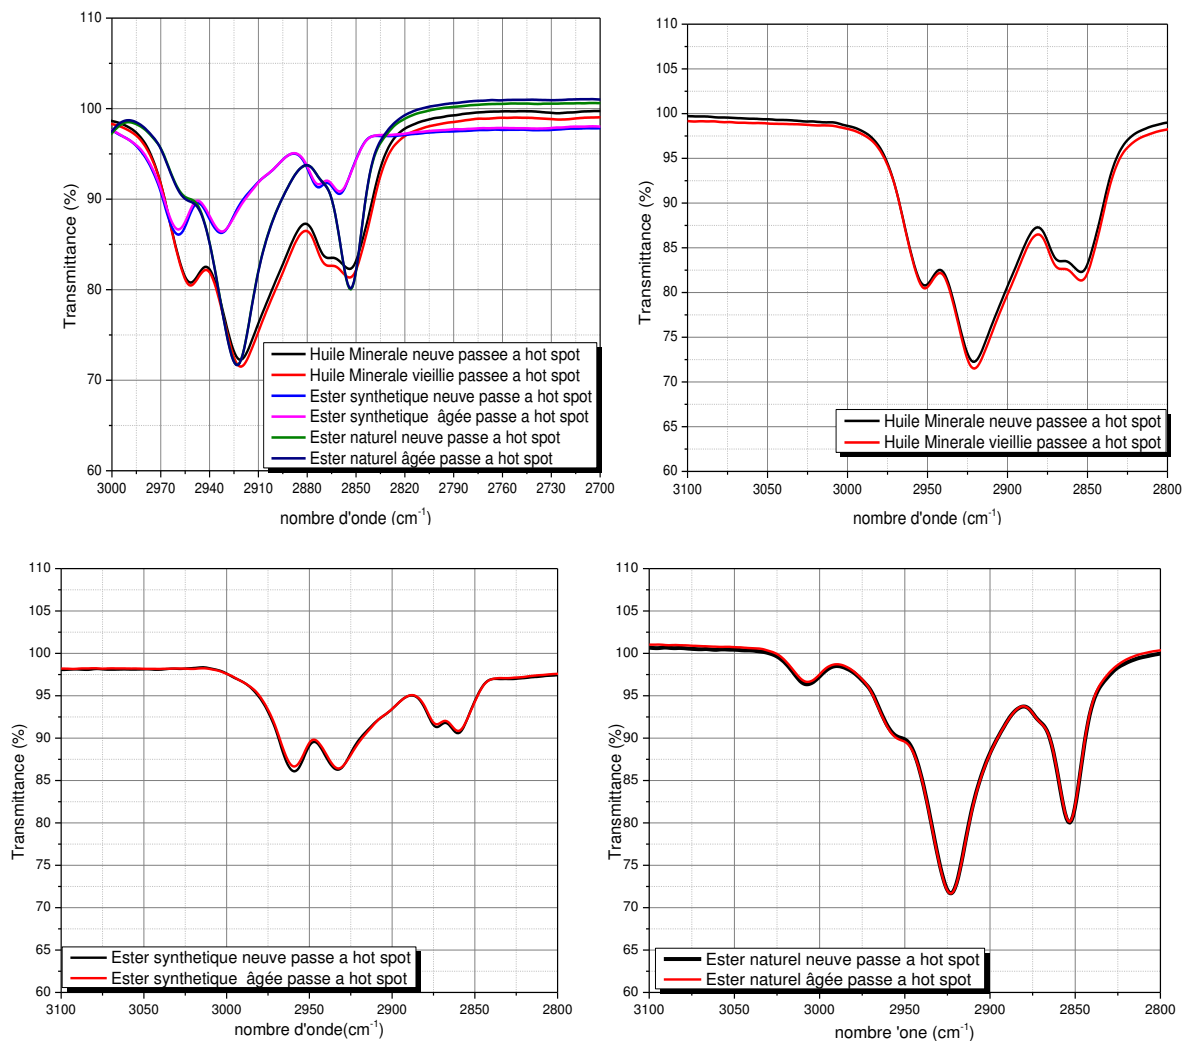 110
100
90
80
70
60
Transmittance (%)
Huile Minerale neuve passee a hot spot
Huile Minerale vieillie passee a hot spot
Ester synthetique neuve passe a hot spot
Ester synthetique âgée passe a hot spot
Ester naturel neuve passe a hot spot
Ester naturel âgée passe a hot spot
3000 2970 2940 2910 2880 2850 2820 2790 2760 2730 2700
nombre d'onde (cm-1)
110
105
100
95
90
85
80
75
70
65
60
Transmittance (%)
Huile Minerale neuve passee a hot spot
Huile Minerale vieillie passee a hot spot
3100 3050 3000 2950 2900 2850 2800
nombre d'onde (cm-1)
110
105
100
95
90
85
80
75
70
65
60
Transmittance (%)
Ester synthetique neuve passe a hot spot
Ester synthetique âgée passe a hot spot
3100 3050 3000 2950 2900 2850 2800
nombre d'onde(cm-1)
110
105
100
95
90
85
80
75
70
65
60
Transmittance (%)
Ester naturel neuve passe a hot spot
Ester naturel âgée passe a hot spot
3100 3050 3000 2950 2900 2850 2800
nombre 'one (cm-1)